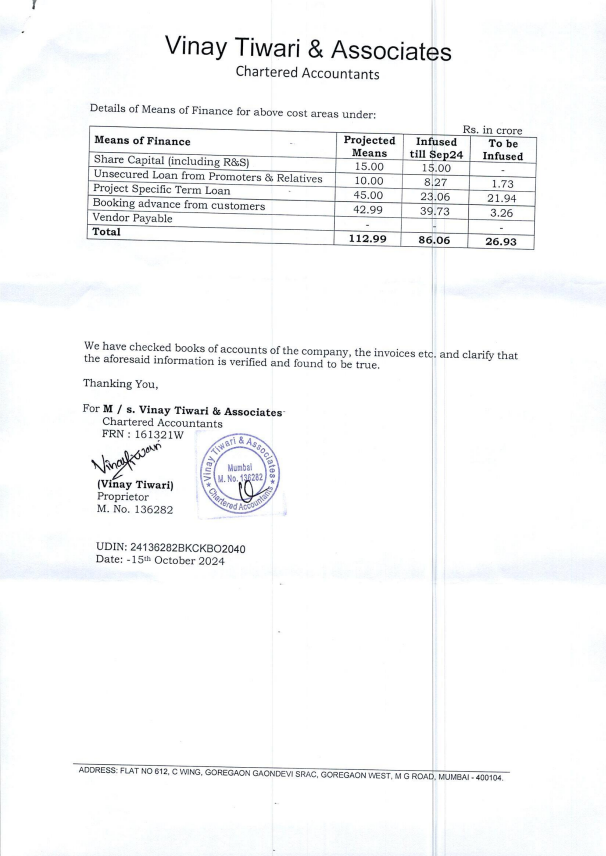 Vinay Tiwari & Associates
Chartered Accountants
Details of Means of Finance for above cost areas under:
Rs. in crore
Means of Finance Projected Means Infused till Sep24 To be Infused
Share Capital (including R&S) 15.00 15.00 -
Unsecured Loan from Promoters & Relatives 10.00 8.27 1.73
Project Specific Term Loan 45.00 23.06 21.94
Booking advance from customers 42.99 39.73 3.26
Vendor Payable - - -
Total 112.99 86.06 26.93
We have checked books of accounts of the company, the invoices etc. and clarify that
the aforesaid information is verified and found to be true.
Thanking You,
For M / s. Vinay Tiwari & Associates
Chartered Accountants
FRN : 161321W
Vinay Tiwari & Associates
Mumbai
M. No. 136282
Chartered Accountants
(Vinay Tiwari)
Proprietor
M. No. 136282
UDIN: 24136282BKCKBO2040
Date: -15th October 2024
ADDRESS: FLAT NO 612, C WING, GOREGAON GAONDEVI SRAC, GOREGAON WEST, M G ROAD, MUMBAI - 400104.